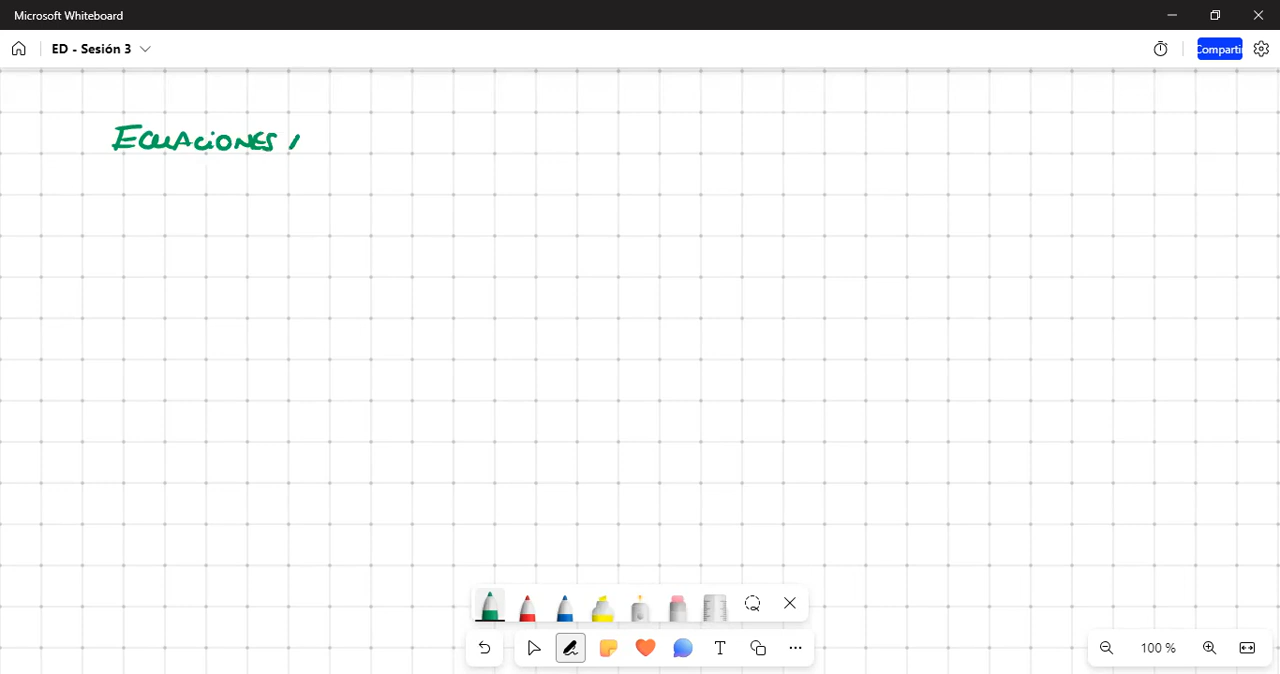 Microsoft Whiteboard
ED - Sesión 3
Comparti
ECUACIONES
100 %